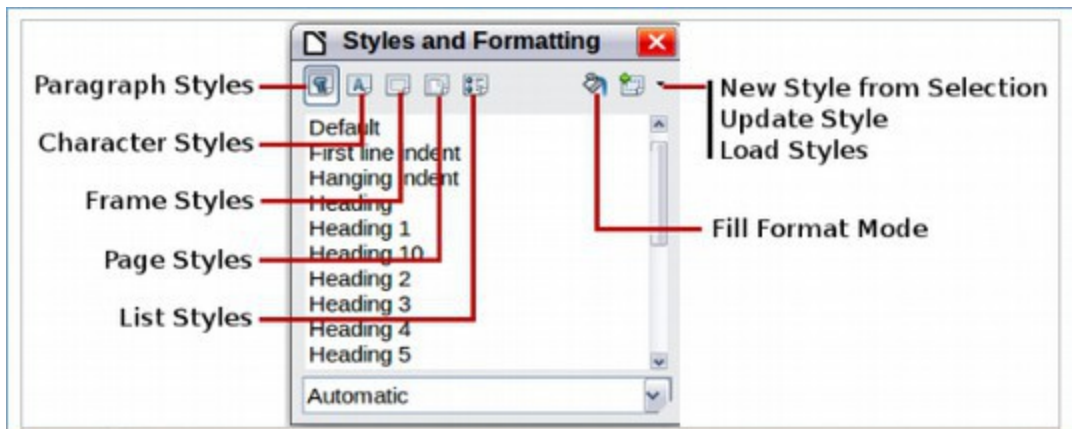 Styles and Formatting
Paragraph Styles
Character Styles
Frame Styles
Page Styles
List Styles
Default
First line indent
Hanging indent
Heading
Heading 1
Heading 10
Heading 2
Heading 3
Heading 4
Heading 5
Automatic
New Style from Selection
Update Style
Load Styles
Fill Format Mode